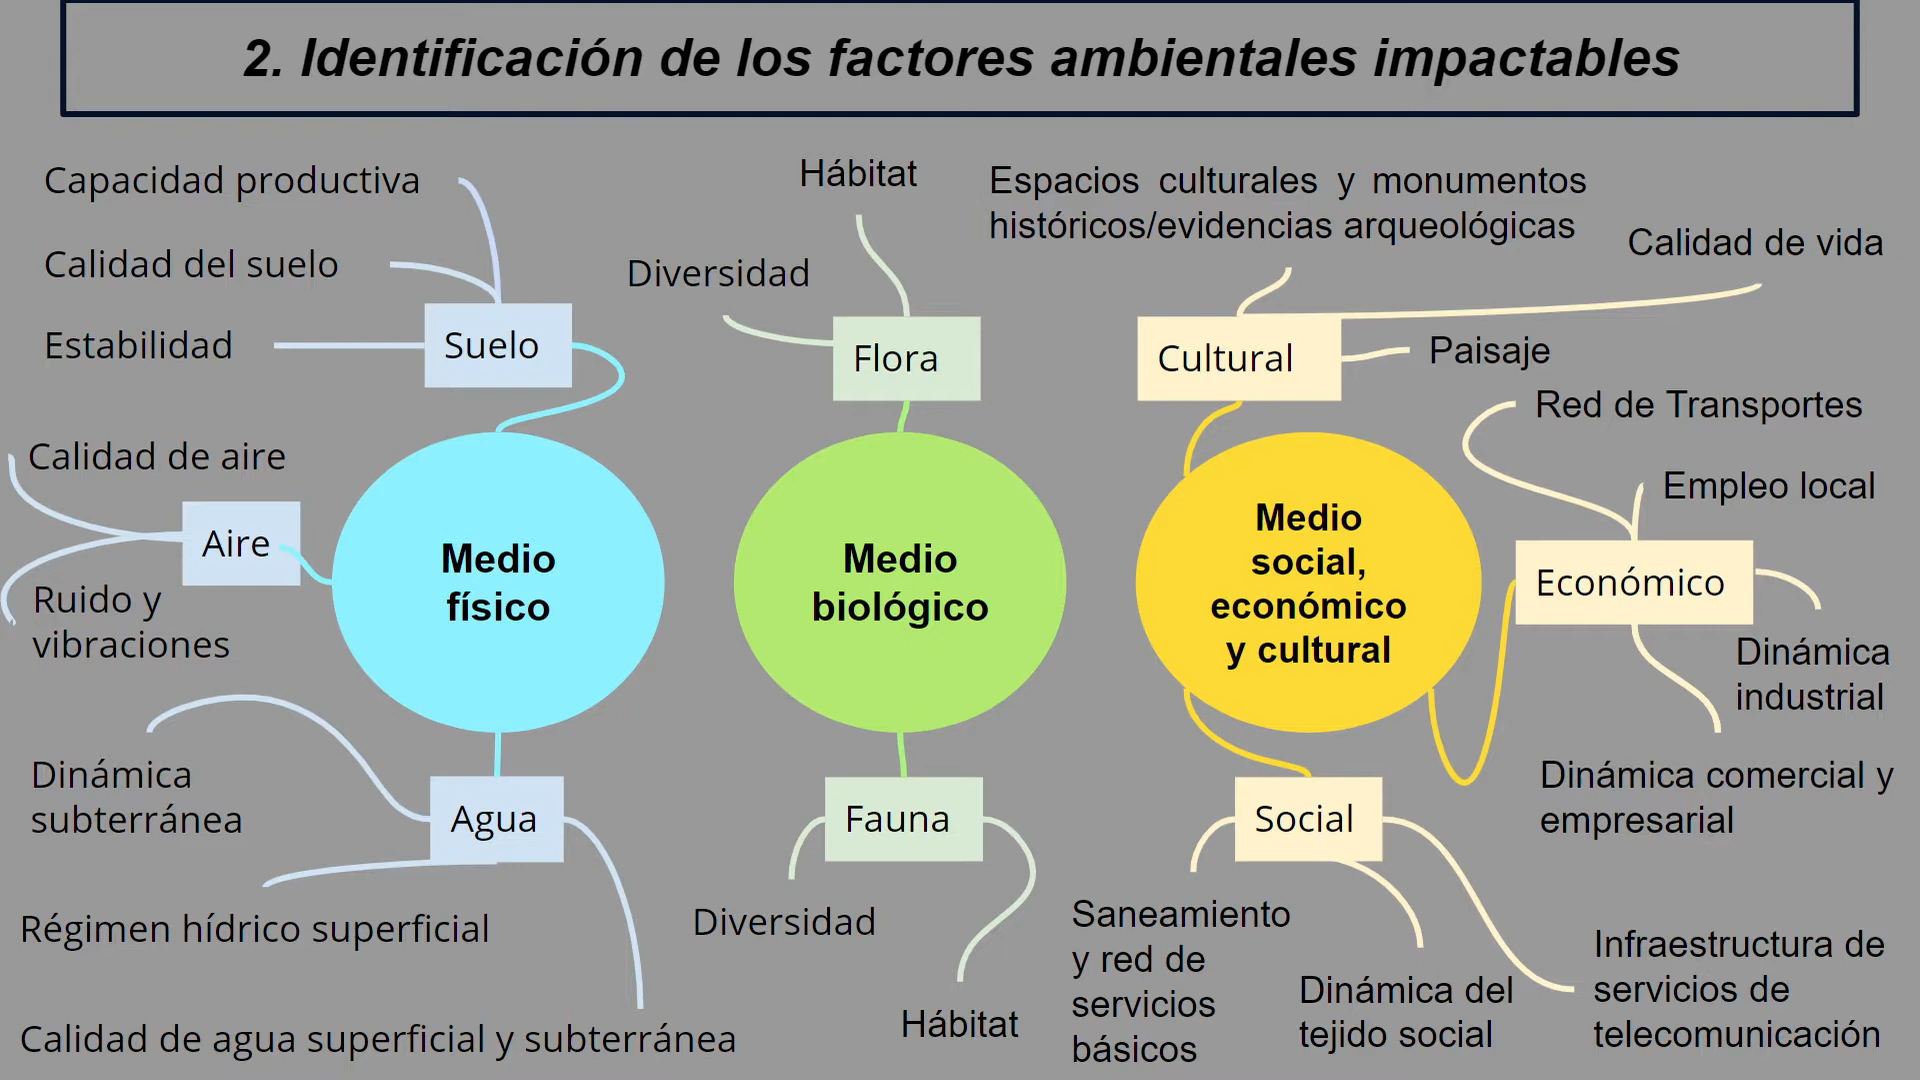 2. Identificación de los factores ambientales impactables
Capacidad productiva
Calidad del suelo
Estabilidad
Suelo
Calidad de aire
Aire
Ruido y
vibraciones
Medio
físico
Dinámica
subterránea
Agua
Régimen hídrico superficial
Calidad de agua superficial y subterránea
Hábitat
Diversidad
Flora
Medio
biológico
Fauna
Diversidad
Hábitat
Espacios culturales y monumentos
históricos/evidencias arqueológicas
Calidad de vida
Cultural
Paisaje
Red de Transportes
Empleo local
Medio
social,
económico
y cultural
Económico
Dinámica
industrial
Dinámica comercial y
empresarial
Social
Saneamiento
y red de
servicios
básicos
Dinámica del
tejido social
Infraestructura de
servicios de
telecomunicación